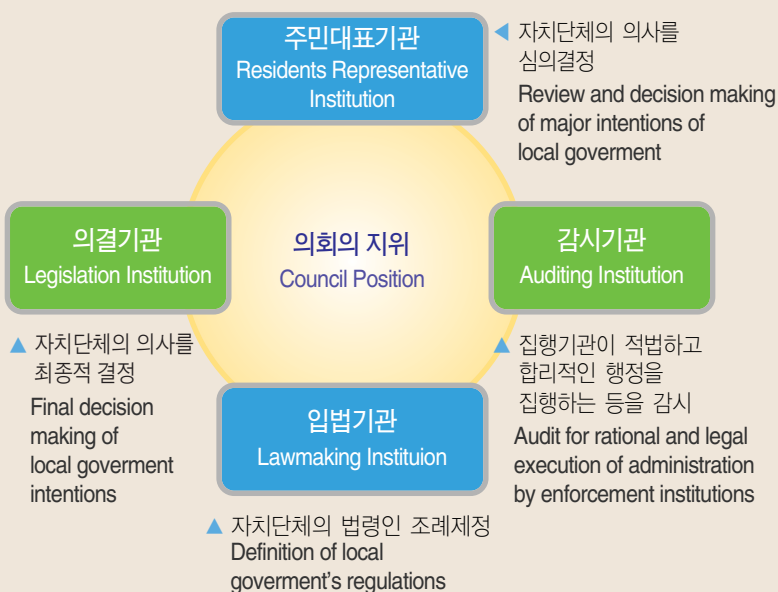 주민대표기관
Residents Representative
Institution
자치단체의 의사를
심의결정
Review and decision making
of major intentions of
local goverment
의결기관
Legislation Institution
의회의 지위
Council Position
감시기관
Auditing Institution
▲ 자치단체의 의사를
최종적 결정
Final decision
making of
local goverment
intentions
▲ 집행기관이 적법하고
합리적인 행정을
집행하는 등을 감시
Audit for rational and legal
execution of administration
by enforcement institutions
입법기관
Lawmaking Instituion
▲ 자치단체의 법령인 조례제정
Definition of local
goverment's regulations